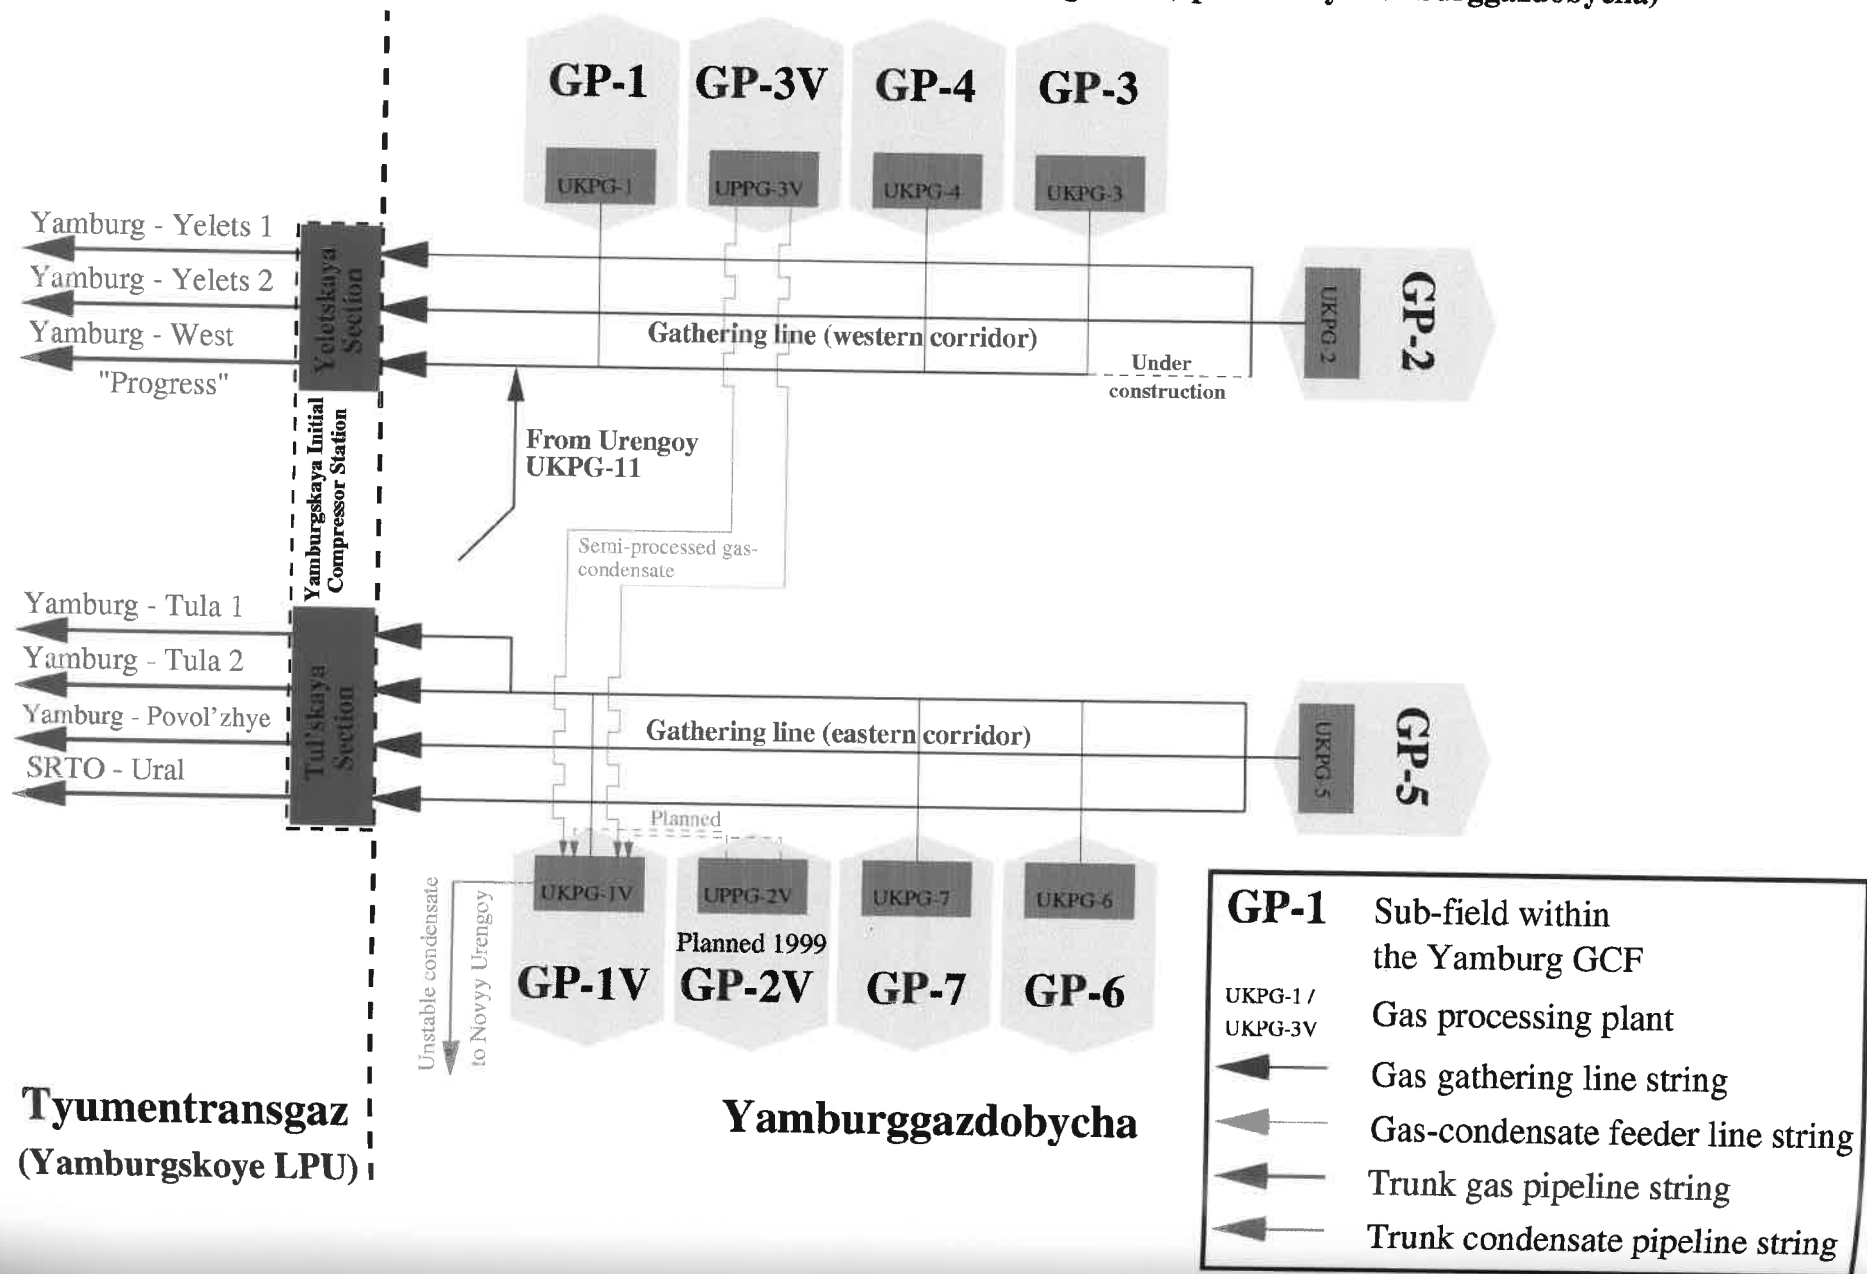 GP-1
GP-3V
GP-4
GP-3
UKPG-1
UPPG-3V
UKPG-4
UKPG-3
Yamburg - Yelets 1
Yamburg - Yelets 2
Yamburg - West
"Progress"
Yeletskaya
Section
Gathering line (western corridor)
Under
construction
UKPG-2
GP-2
From Urengoy
UKPG-11
Yamburgskaya Initial
Compressor Station
Semi-processed gas-
condensate
Yamburg - Tula 1
Yamburg - Tula 2
Yamburg - Povol'zhye
SRTO - Ural
Tul'skaya
Section
Gathering line (eastern corridor)
UKPG-5
GP-5
Planned
UKPG-1V
UPPG-2V
UKPG-7
UKPG-6
Planned 1999
GP-1V
GP-2V
GP-7
GP-6
Unstable condensate
to Novyy Urengoy
Tyumentransgaz
(Yamburgskoye LPU)
Yamburggazdobycha
GP-1 Sub-field within
the Yamburg GCF
UKPG-1 /
UKPG-3V
Gas processing plant
Gas gathering line string
Gas-condensate feeder line string
Trunk gas pipeline string
Trunk condensate pipeline string